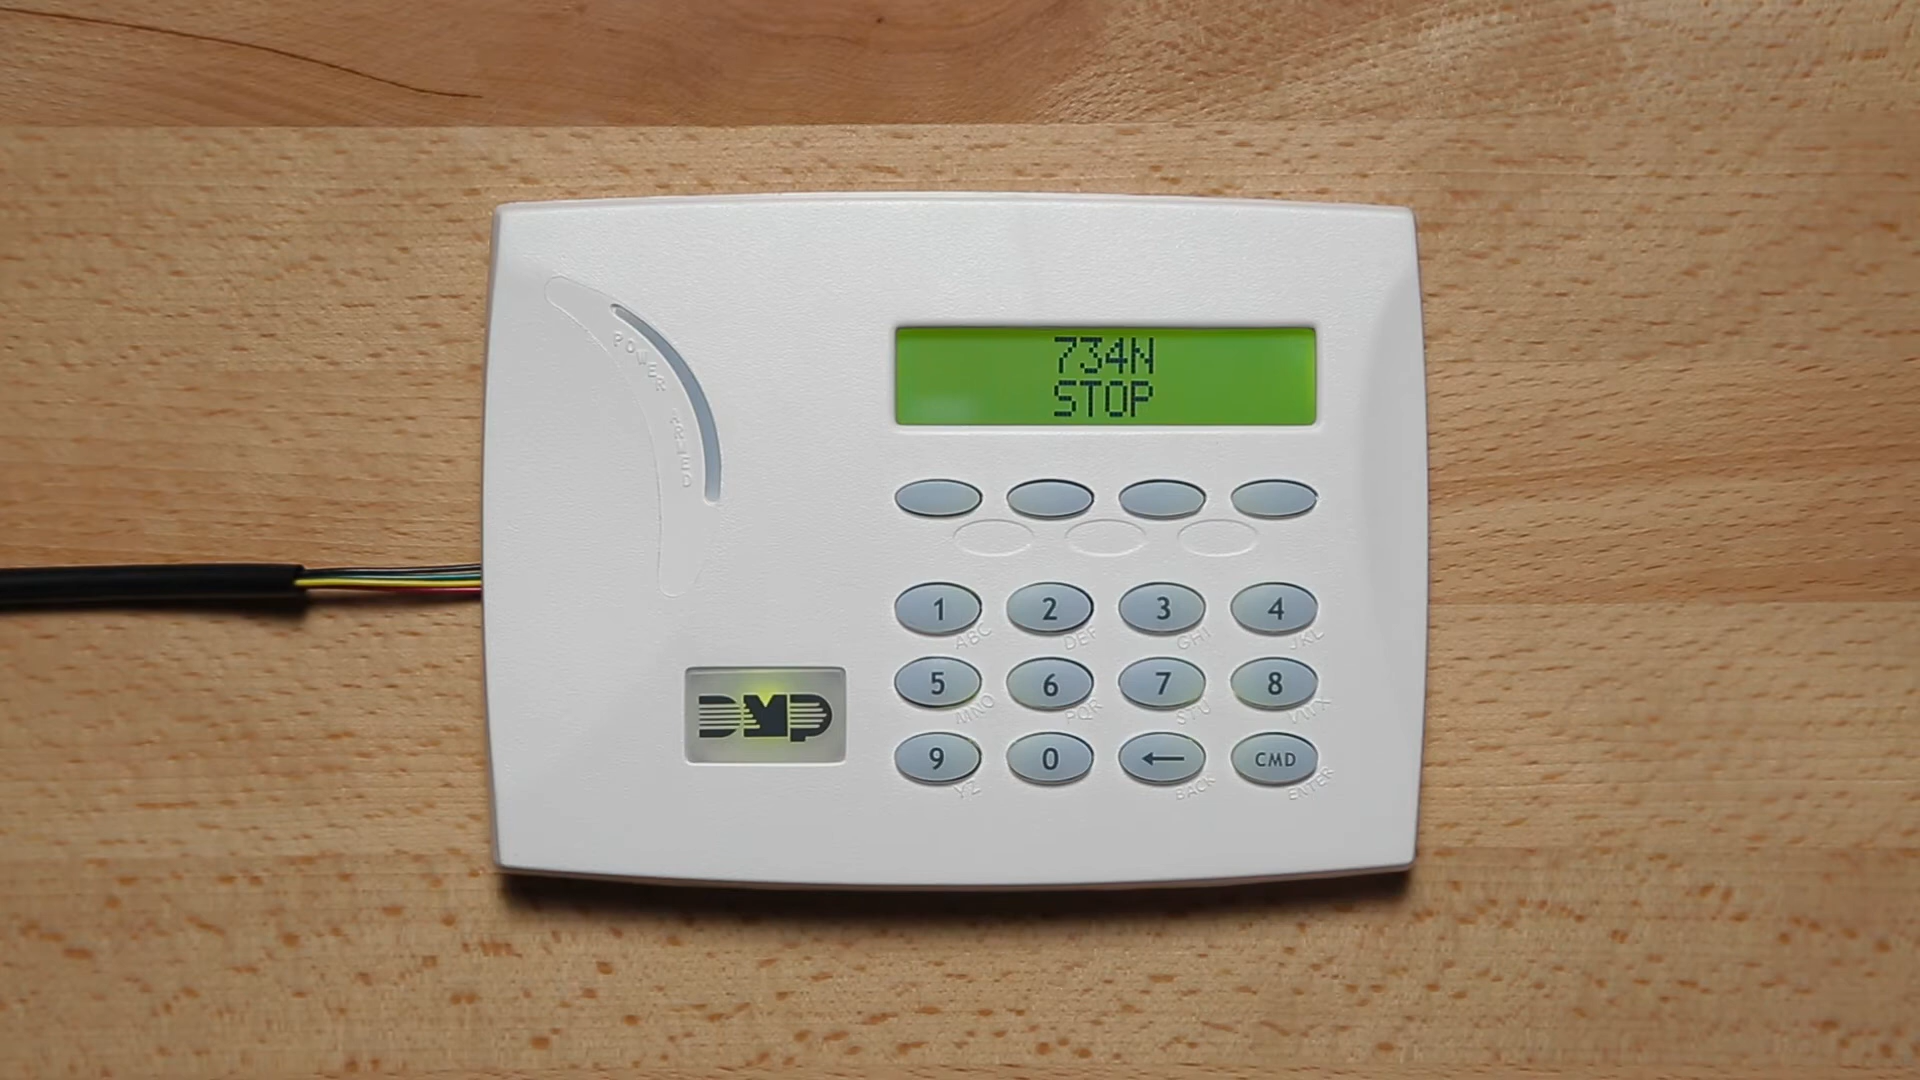 734N
STOP
POWER
ARMED
1 2 3 4
ABC DEF GHI JKL
5 6 7 8
MNO PQR STU VWX
9 0 ← CMD
YZ BACK ENTER
DMP